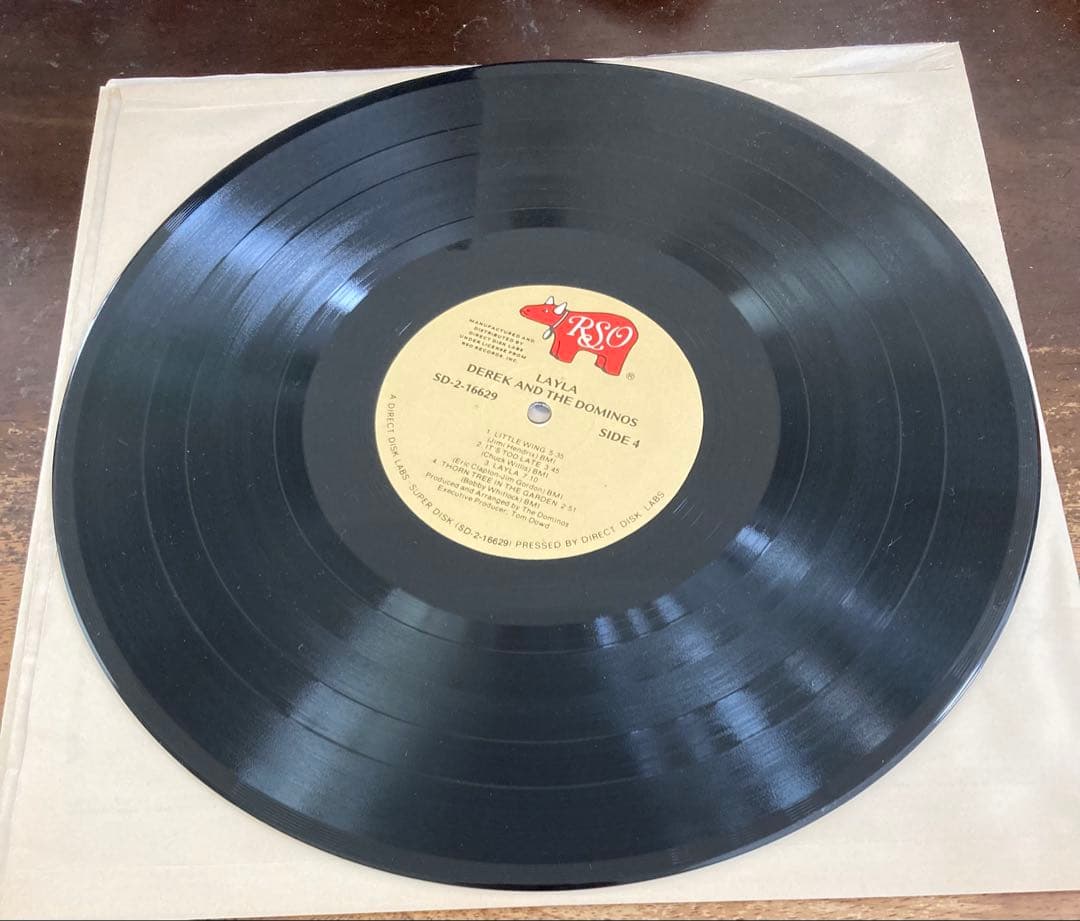 MANUFACTURED AND
DISTRIBUTED BY
DIRECT DISK LABS
UNDER LICENSE FROM
RSO RECORDS, INC.
RSO
®
LAYLA
DEREK AND THE DOMINOS
SD-2-16629
SIDE 4
1. LITTLE WING 5:35
(Jimi Hendrix) BMI
2. IT'S TOO LATE 3:45
(Chuck Willis) BMI
3. LAYLA 7:10
(Eric Clapton-Jim Gordon) BMI
4. THORN TREE IN THE GARDEN 2:51
(Bobby Whitlock) BMI
Produced and Arranged by The Dominos
Executive Producer: Tom Dowd
A DIRECT DISK LABS SUPER DISK (SD-2-16629) PRESSED BY DIRECT DISK LABS